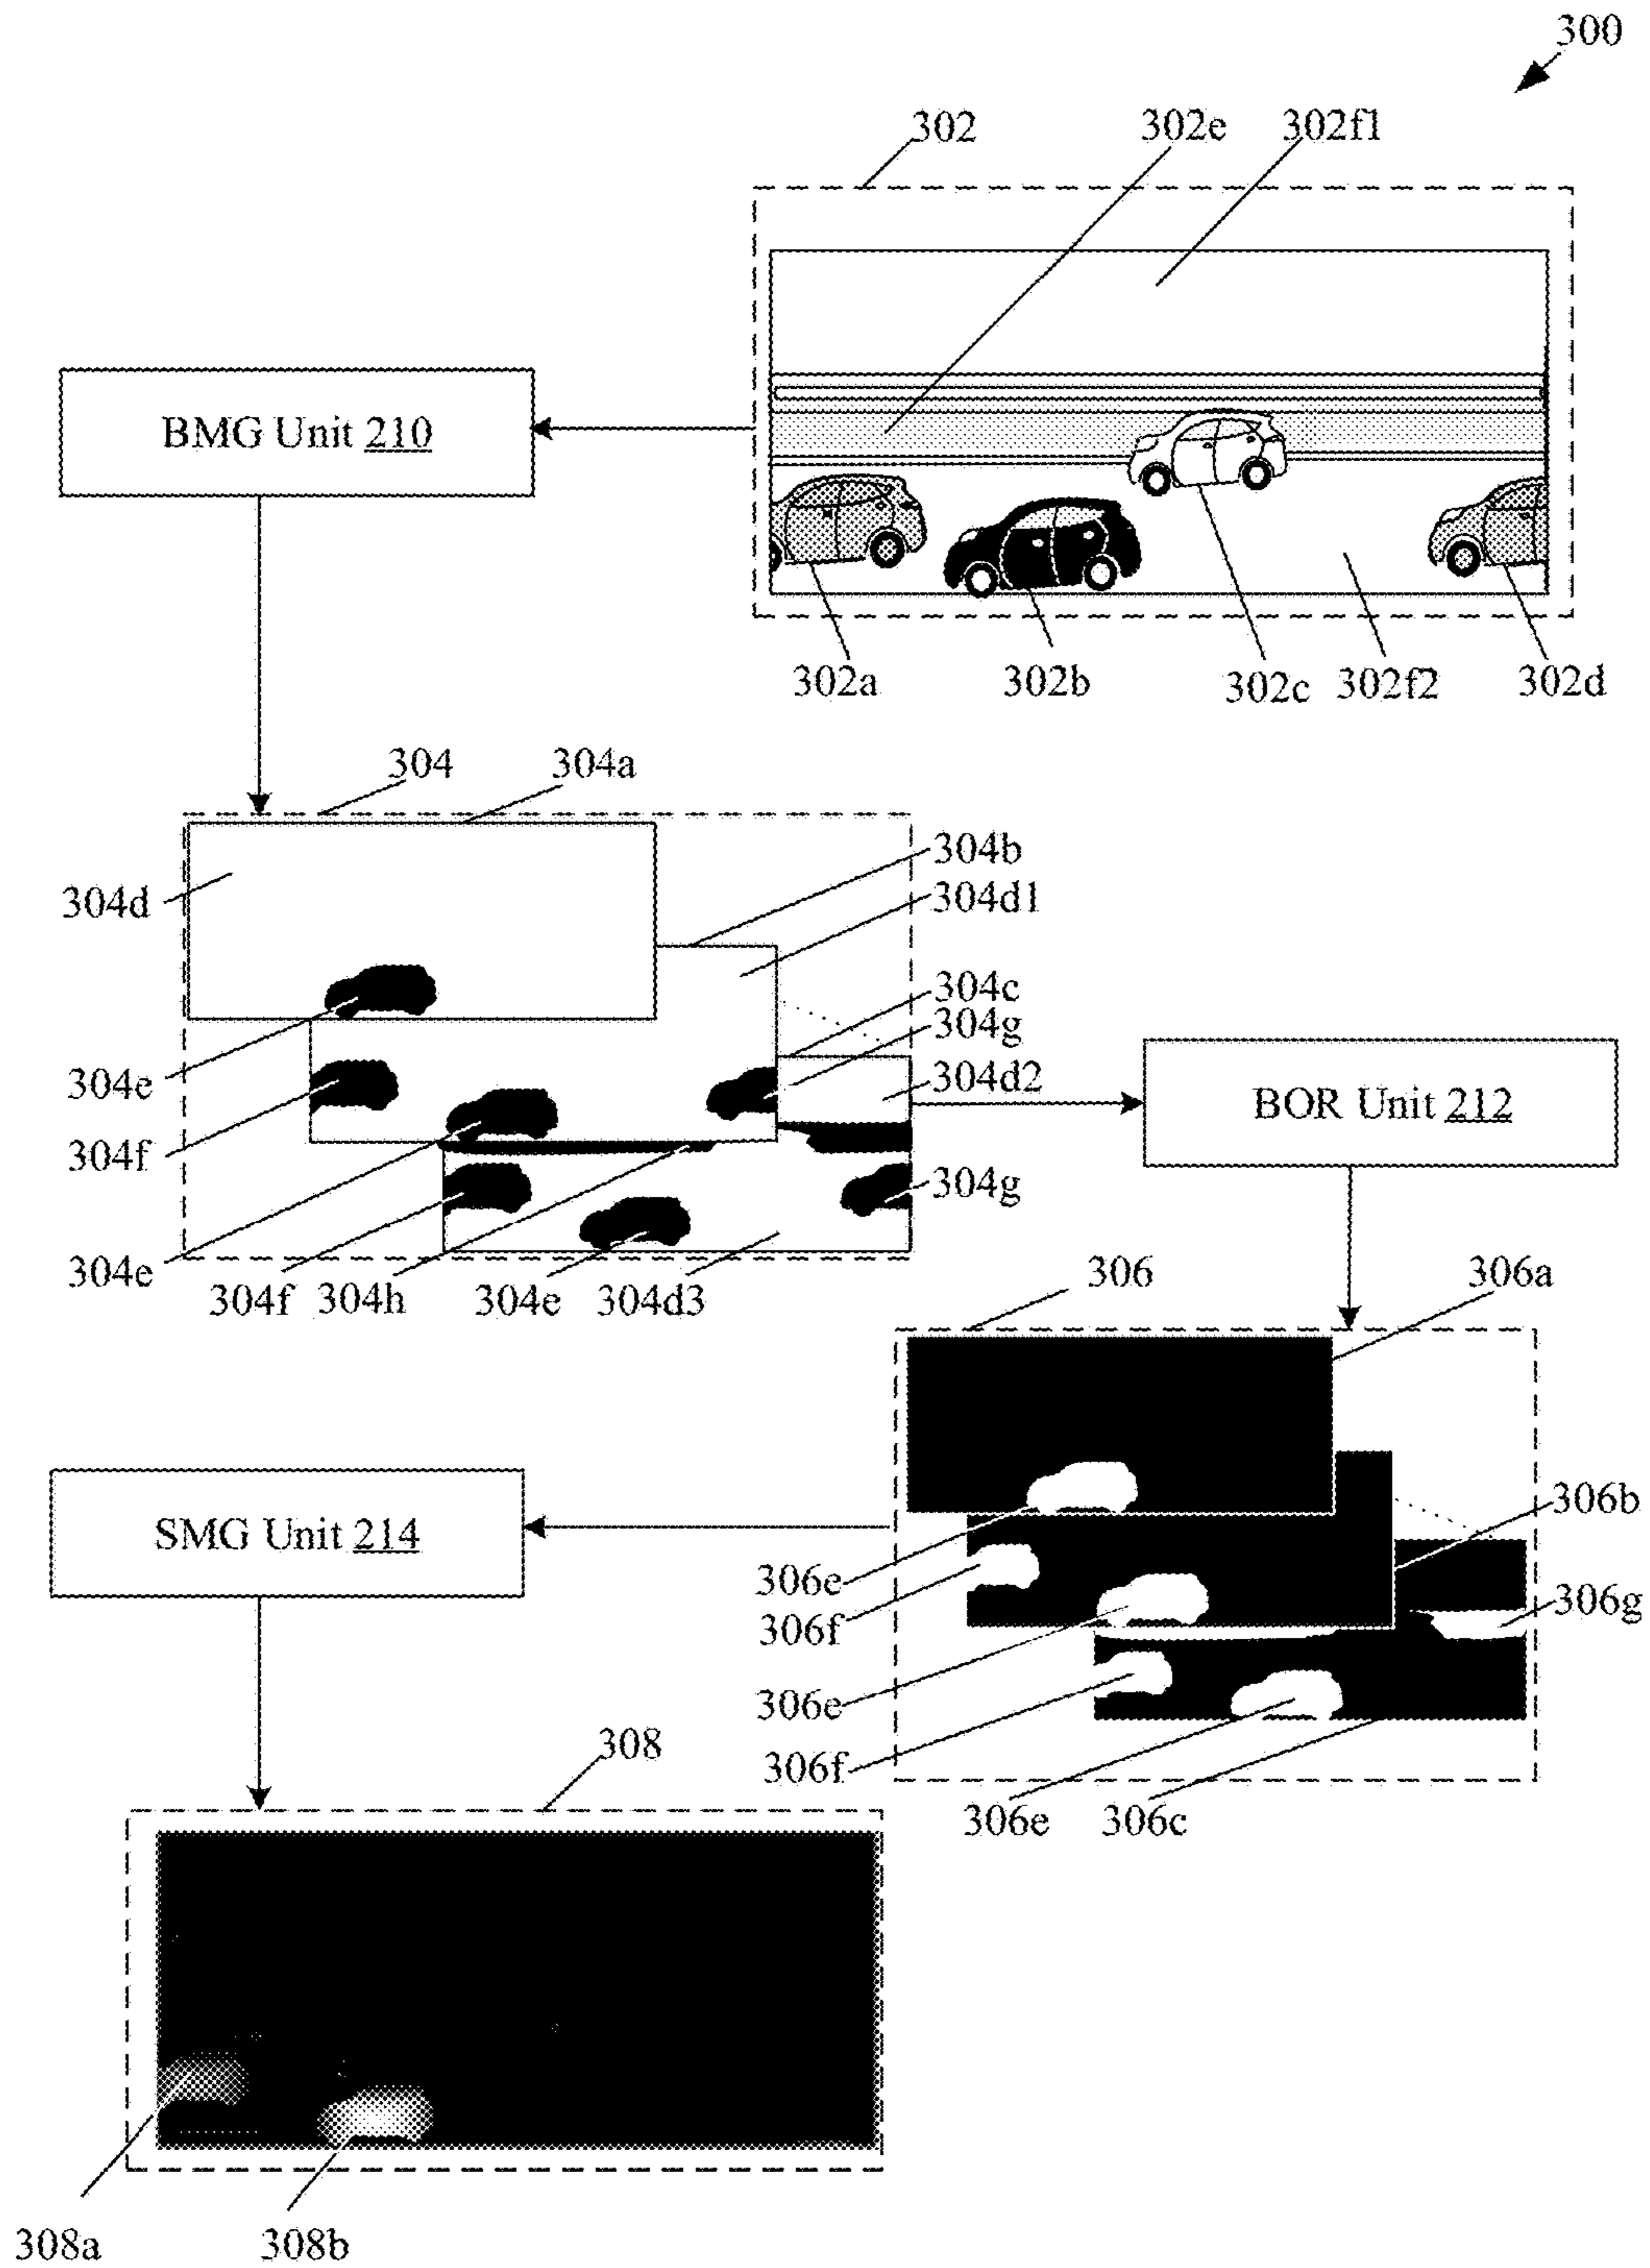 300
302 302e 302f1
BMG Unit 210
302a 302b 302c 302f2 302d
304 304a
304b
304d
304d1
304c
304g
304e
304d2
BOR Unit 212
304f
304g
304e
304f 304h 304e 304d3
306 306a
SMG Unit 214
306b
306e
306f
306g
306e
306f
308
306e 306c
308a 308b